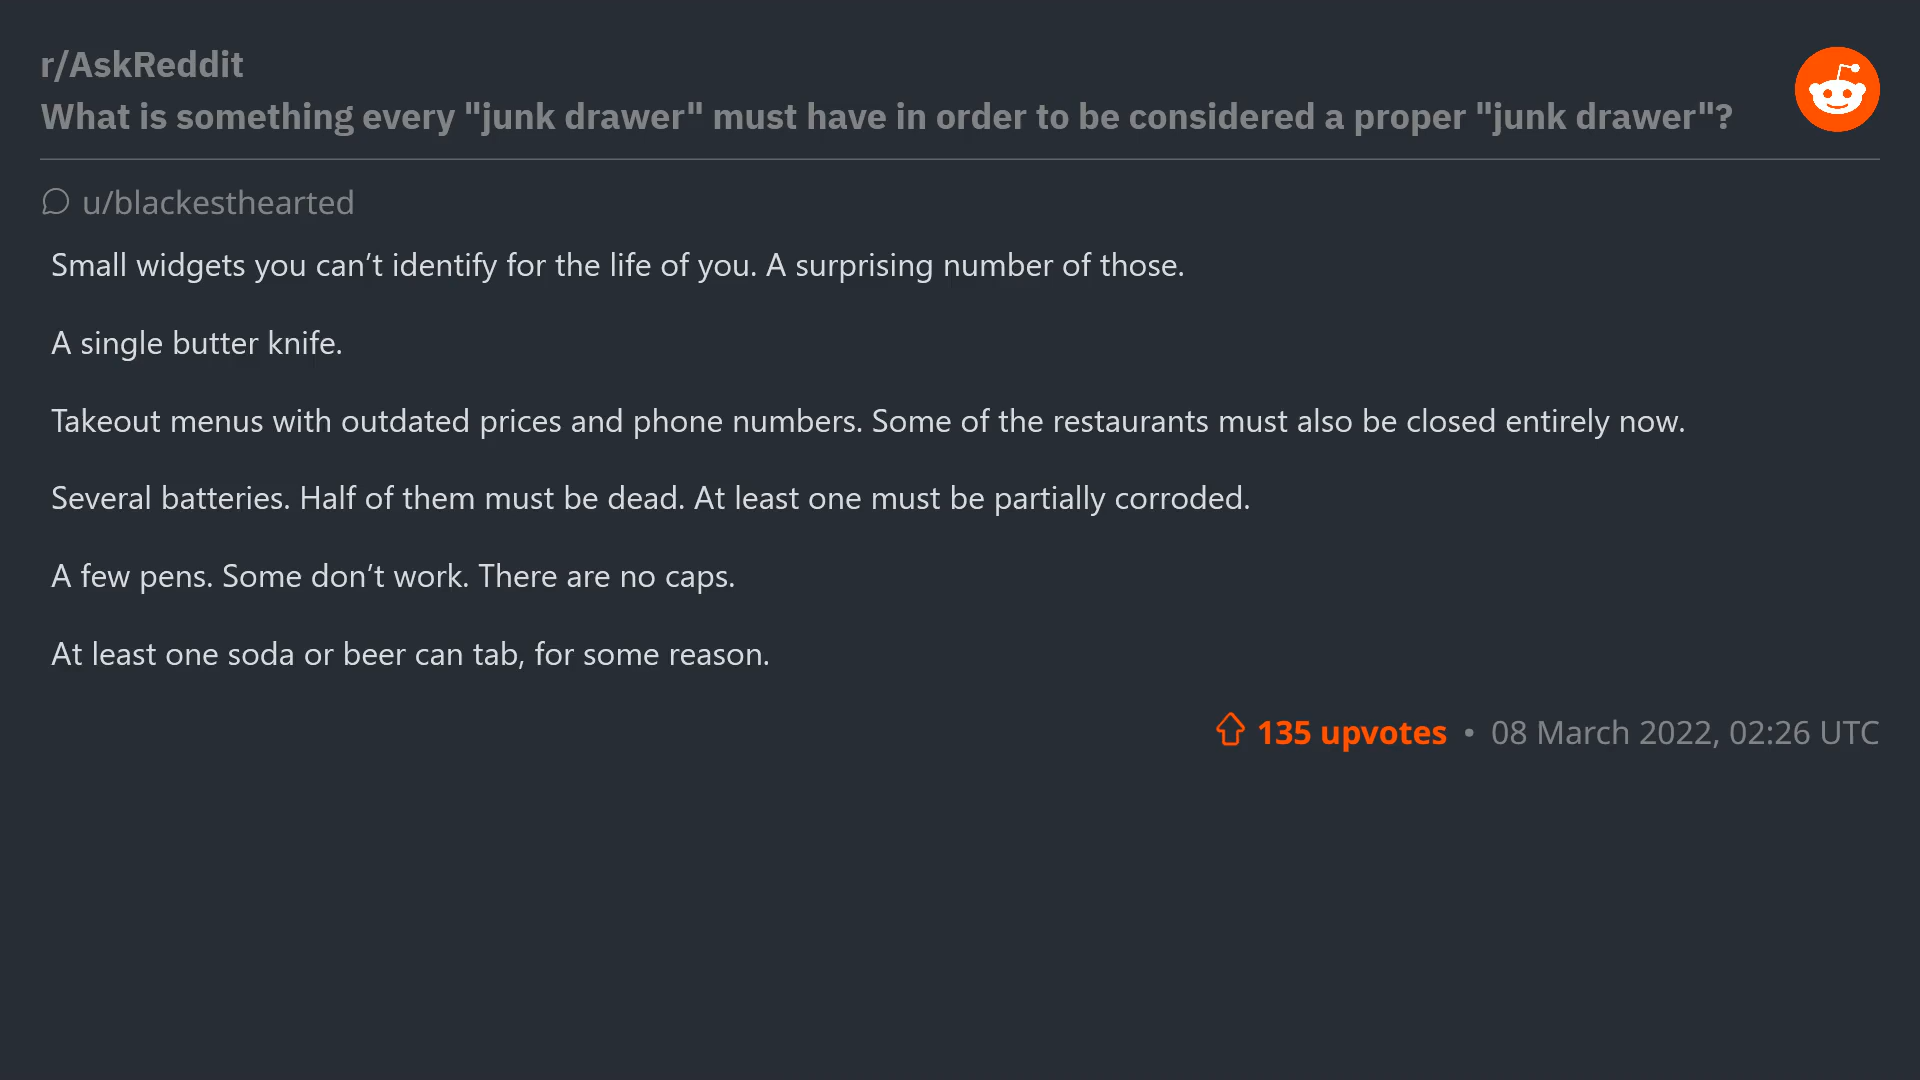 r/AskReddit
What is something every "junk drawer" must have in order to be considered a proper "junk drawer"?
u/blackesthearted
Small widgets you can’t identify for the life of you. A surprising number of those.
A single butter knife.
Takeout menus with outdated prices and phone numbers. Some of the restaurants must also be closed entirely now.
Several batteries. Half of them must be dead. At least one must be partially corroded.
A few pens. Some don’t work. There are no caps.
At least one soda or beer can tab, for some reason.
135 upvotes • 08 March 2022, 02:26 UTC